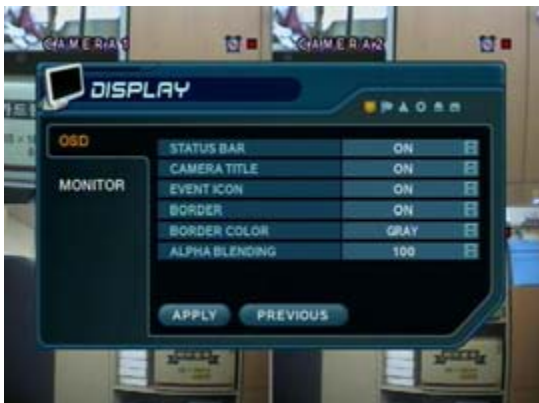 CAMERA1
CAMERA2
DISPLAY
OSD
MONITOR
STATUS BAR ON
CAMERA TITLE ON
EVENT ICON ON
BORDER ON
BORDER COLOR GRAY
ALPHA BLENDING 100
APPLY PREVIOUS